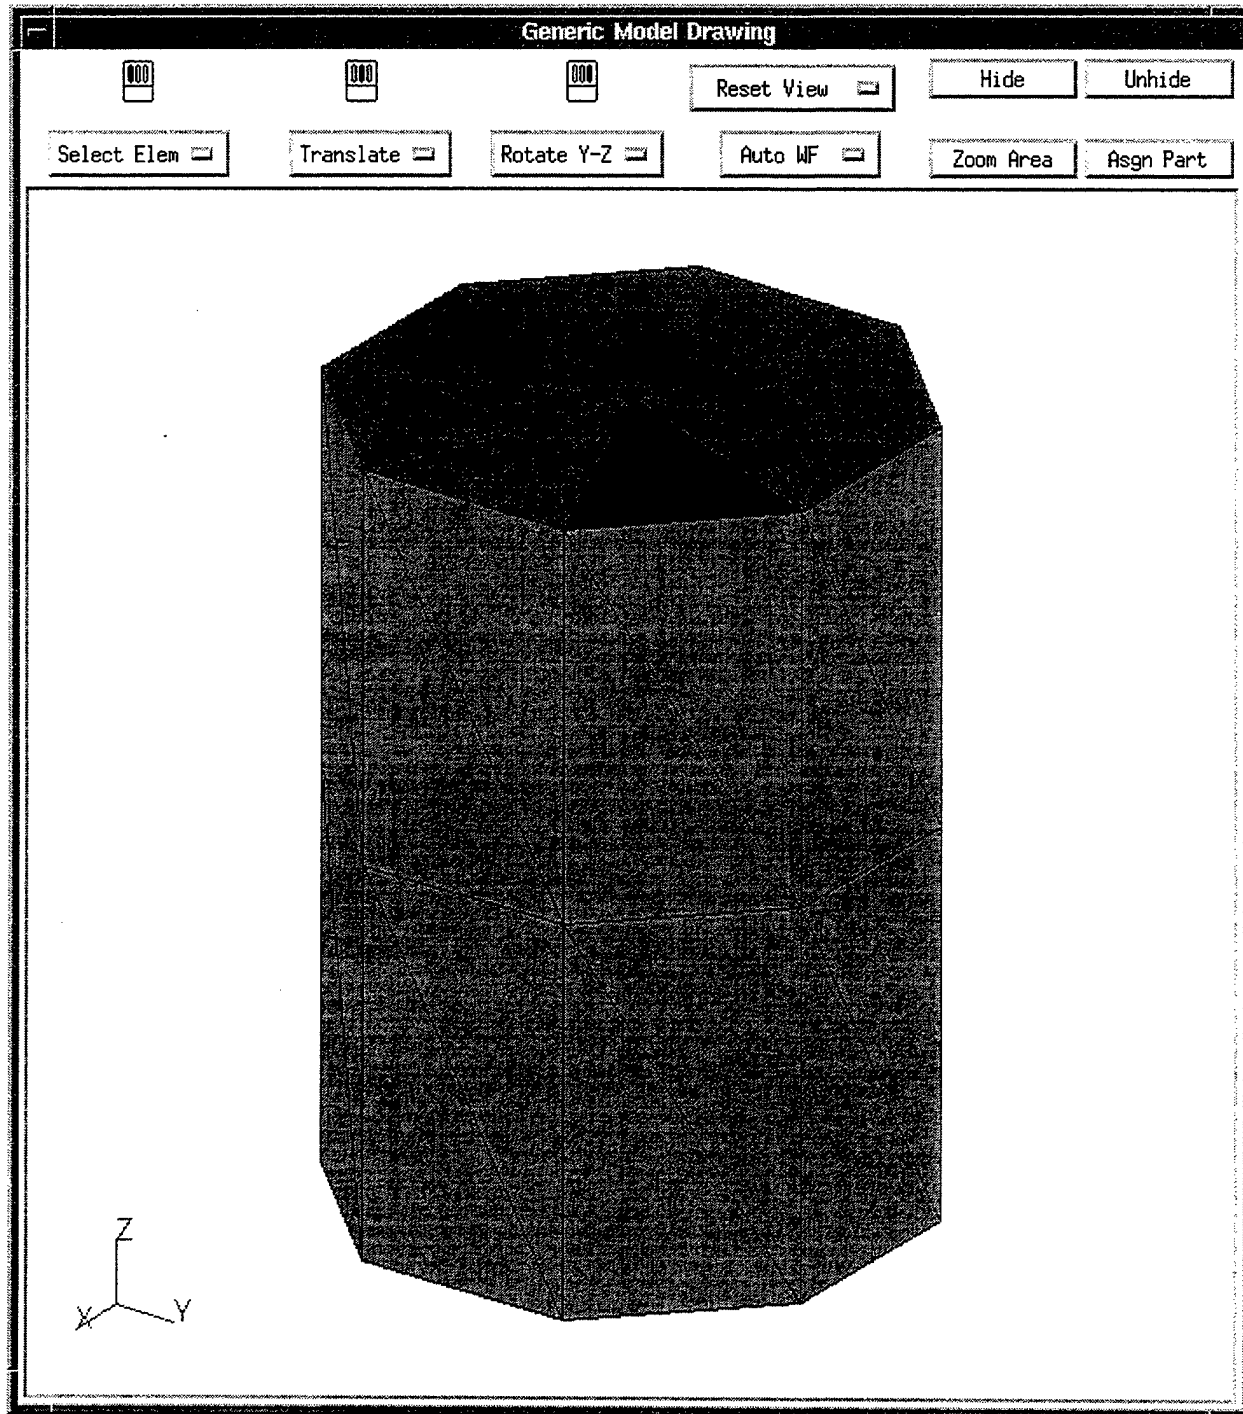 Generic Model Drawing
Reset View
Hide
Unhide
Select Elem
Translate
Rotate Y-Z
Auto WF
Zoom Area
Asgn Part
Z
X
Y